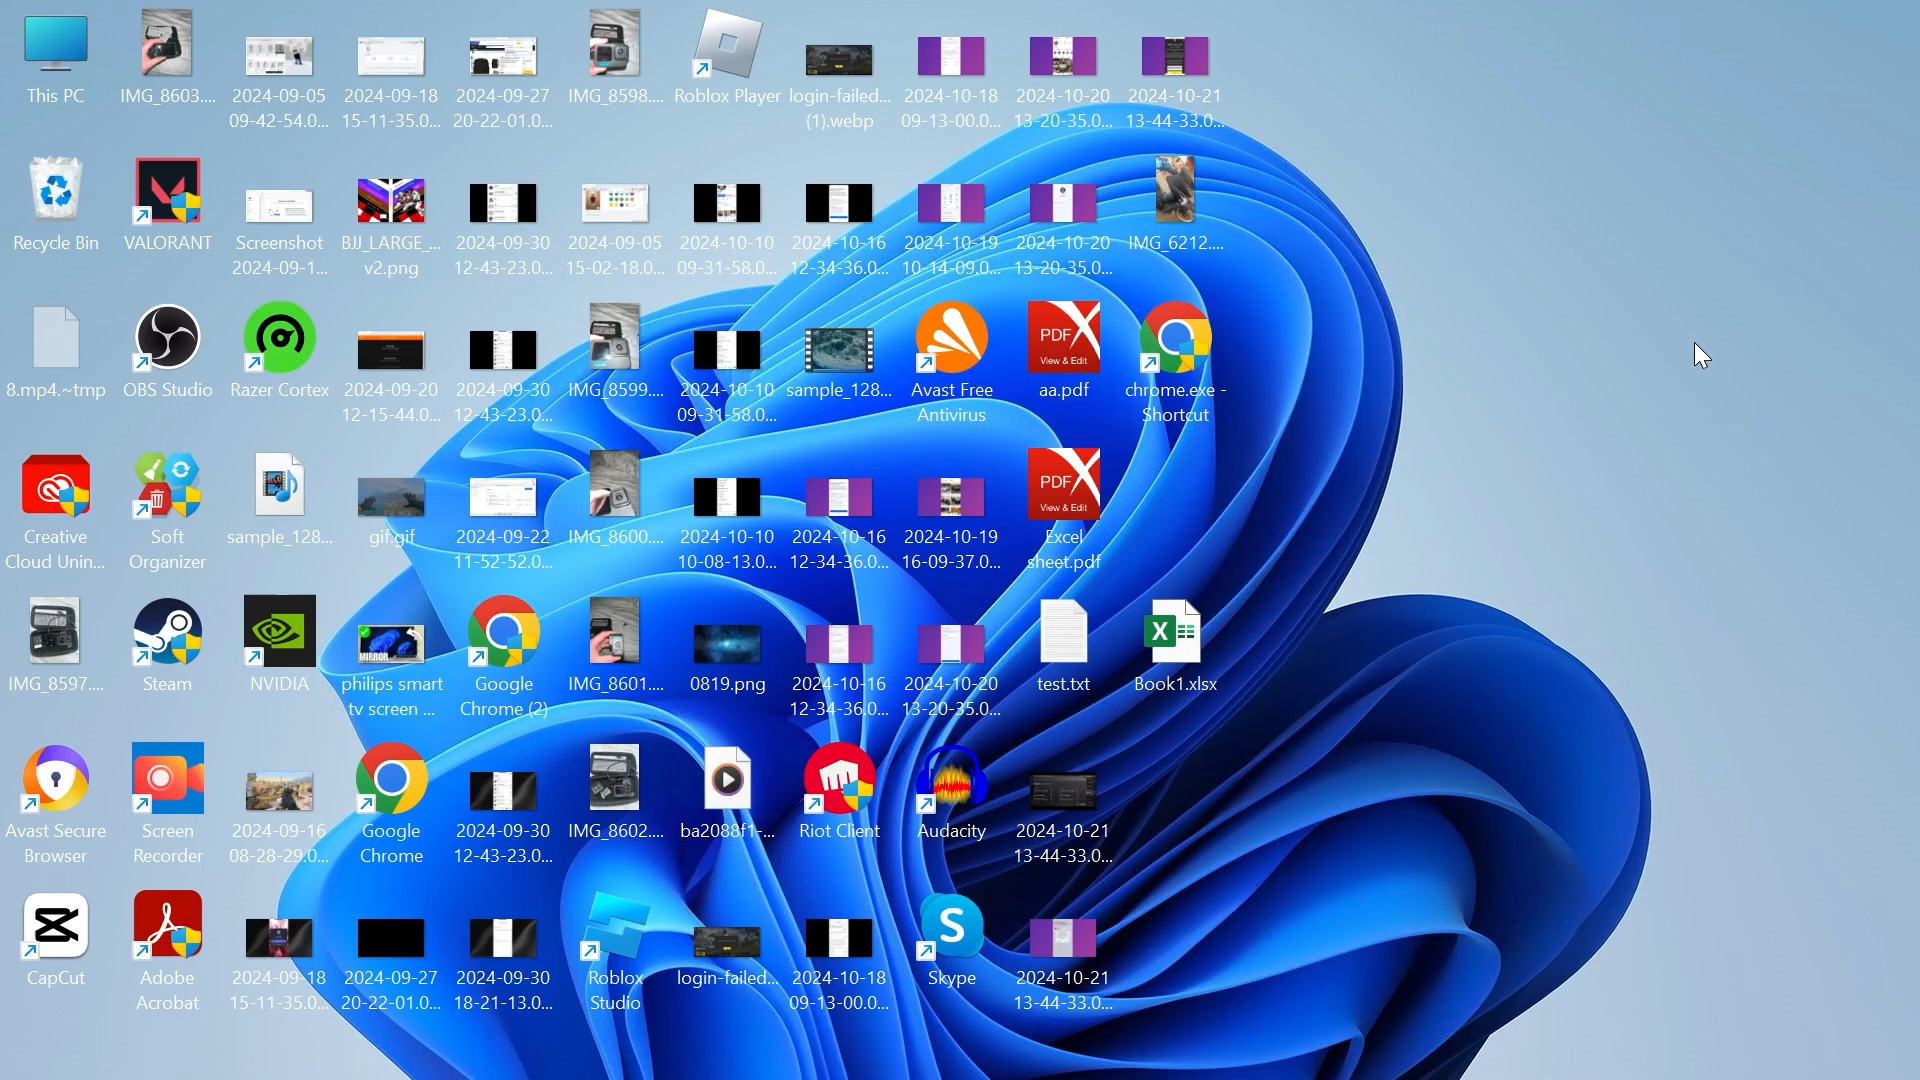 This PC
IMG_8603....
2024-09-05
09-42-54.0...
2024-09-18
15-11-35.0...
2024-09-27
20-22-01.0...
IMG_8598....
Roblox Player
login-failed...
(1).webp
2024-10-18
09-13-00.0...
2024-10-20
13-20-35.0...
2024-10-21
13-44-33.0...
Recycle Bin
VALORANT
Screenshot
2024-09-1...
BJJ_LARGE_...
v2.png
2024-09-30
12-43-23.0...
2024-09-05
15-02-18.0...
2024-10-10
09-31-58.0...
2024-10-16
12-34-36.0...
2024-10-19
10-14-09.0...
2024-10-20
13-20-35.0...
IMG_6212....
8.mp4.~tmp
OBS Studio
Razer Cortex
2024-09-20
12-15-44.0...
2024-09-30
12-43-23.0...
IMG_8599....
2024-10-10
09-31-58.0...
sample_128...
Avast Free
Antivirus
PDF
View & Edit
aa.pdf
chrome.exe -
Shortcut
Creative
Cloud Unin...
Soft
Organizer
sample_128...
gif.gif
2024-09-22
11-52-52.0...
IMG_8600....
2024-10-10
10-08-13.0...
2024-10-16
12-34-36.0...
2024-10-19
16-09-37.0...
PDF
View & Edit
Excel
sheet.pdf
IMG_8597....
Steam
NVIDIA
MIRROR
philips smart
tv screen ...
Google
Chrome (2)
IMG_8601....
0819.png
2024-10-16
12-34-36.0...
2024-10-20
13-20-35.0...
test.txt
X
Book1.xlsx
Avast Secure
Browser
Screen
Recorder
2024-09-16
08-28-29.0...
Google
Chrome
2024-09-30
12-43-23.0...
IMG_8602....
ba2088f1-...
Riot Client
Audacity
2024-10-21
13-44-33.0...
CapCut
Adobe
Acrobat
2024-09-18
15-11-35.0...
2024-09-27
20-22-01.0...
2024-09-30
18-21-13.0...
Roblox
Studio
login-failed...
2024-10-18
09-13-00.0...
S
Skype
2024-10-21
13-44-33.0...